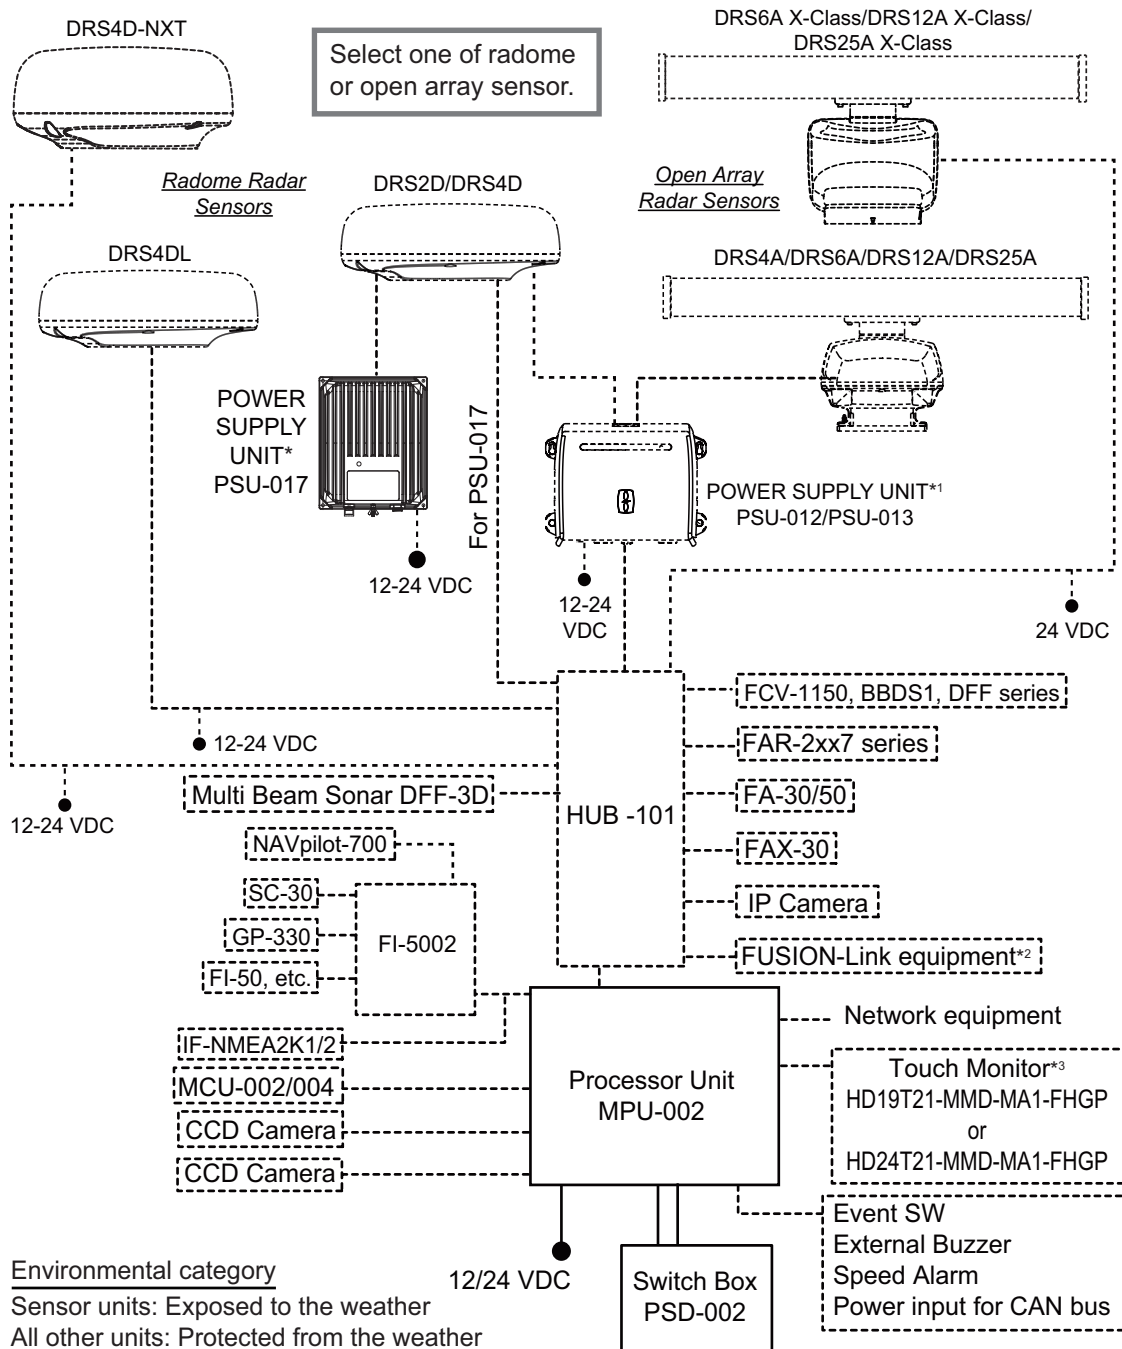 DRS4D-NXT
Select one of radome
or open array sensor.
DRS6A X-Class/DRS12A X-Class/
DRS25A X-Class
Radome Radar
Sensors
DRS2D/DRS4D
Open Array
Radar Sensors
DRS4DL
DRS4A/DRS6A/DRS12A/DRS25A
POWER
SUPPLY
UNIT*
PSU-017
For PSU-017
POWER SUPPLY UNIT*1
PSU-012/PSU-013
12-24 VDC
12-24
VDC
24 VDC
FCV-1150, BBDS1, DFF series
12-24 VDC
FAR-2xx7 series
Multi Beam Sonar DFF-3D
HUB -101
FA-30/50
12-24 VDC
NAVpilot-700
FAX-30
SC-30
IP Camera
GP-330
FI-5002
FUSION-Link equipment*2
FI-50, etc.
Network equipment
IF-NMEA2K1/2
Processor Unit
MPU-002
Touch Monitor*3
HD19T21-MMD-MA1-FHGP
or
HD24T21-MMD-MA1-FHGP
MCU-002/004
CCD Camera
CCD Camera
Event SW
External Buzzer
Speed Alarm
Power input for CAN bus
12/24 VDC
Switch Box
PSD-002
Environmental category
Sensor units: Exposed to the weather
All other units: Protected from the weather